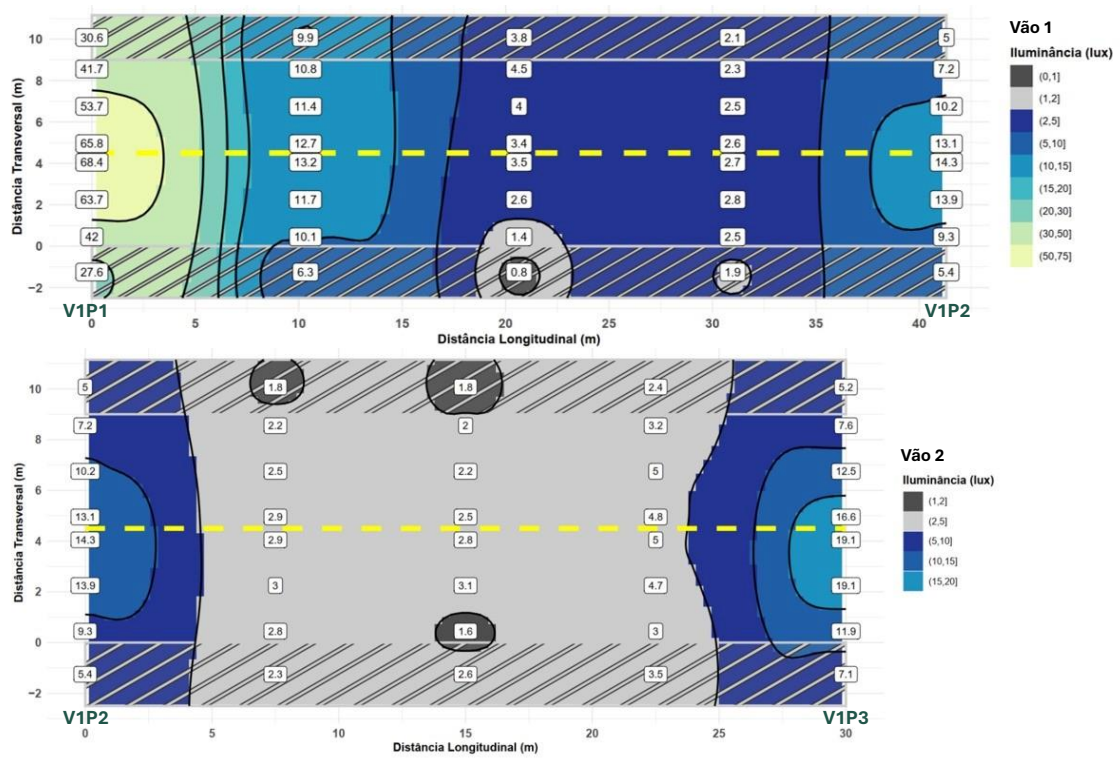 Vão 1
Iluminância (lux)
(0,1]
(1,2]
(2,5]
(5,10]
(10,15]
(15,20]
(20,30]
(30,50]
(50,75]
Distância Transversal (m)
10
8
6
4
2
0
−2
30.6 9.9 3.8 2.1 5
41.7 10.8 4.5 2.3 7.2
53.7 11.4 4 2.5 10.2
65.8 12.7 3.4 2.6 13.1
68.4 13.2 3.5 2.7 14.3
63.7 11.7 2.6 2.8 13.9
42 10.1 1.4 2.5 9.3
27.6 6.3 0.8 1.9 5.4
V1P1 V1P2
0 5 10 15 20 25 30 35 40
Distância Longitudinal (m)
Vão 2
Iluminância (lux)
(1,2]
(2,5]
(5,10]
(10,15]
(15,20]
Distância Transversal (m)
10
8
6
4
2
0
−2
5 1.8 1.8 2.4 5.2
7.2 2.2 2 3.2 7.6
10.2 2.5 2.2 5 12.5
13.1 2.9 2.5 4.8 16.6
14.3 2.9 2.8 5 19.1
13.9 3 3.1 4.7 19.1
9.3 2.8 1.6 3 11.9
5.4 2.3 2.6 3.5 7.1
V1P2 V1P3
0 5 10 15 20 25 30
Distância Longitudinal (m)